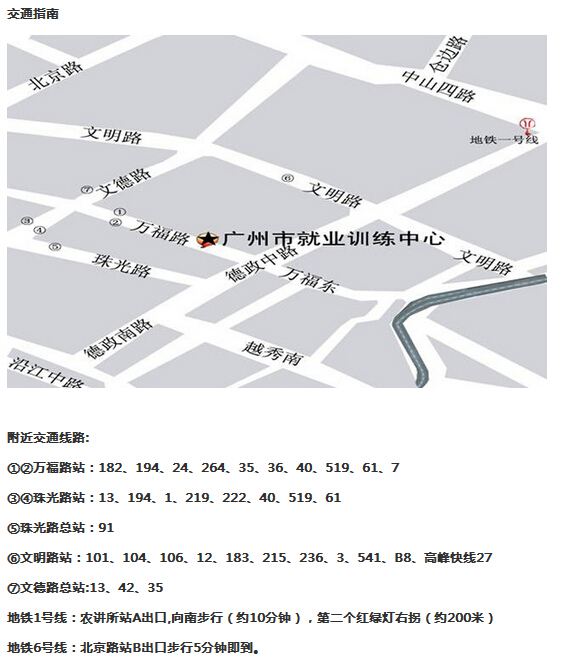 交通指南
北京路
仓边路
中山四路
地铁一号线
文明路
文德路
⑦
⑥
文明路
①
②
③
④
⑤
万福路
广州市就业训练中心
珠光路
德政中路
万福东
文明路
德政南路
越秀南
沿江中路
附近交通线路:
①②万福路站：182、194、24、264、35、36、40、519、61、7
③④珠光路站：13、194、1、219、222、40、519、61
⑤珠光路总站：91
⑥文明路站：101、104、106、12、183、215、236、3、541、B8、高峰快线27
⑦文德路总站:13、42、35
地铁1号线：农讲所站A出口,向南步行（约10分钟），第二个红绿灯右拐（约200米）
地铁6号线：北京路站B出口步行5分钟即到。